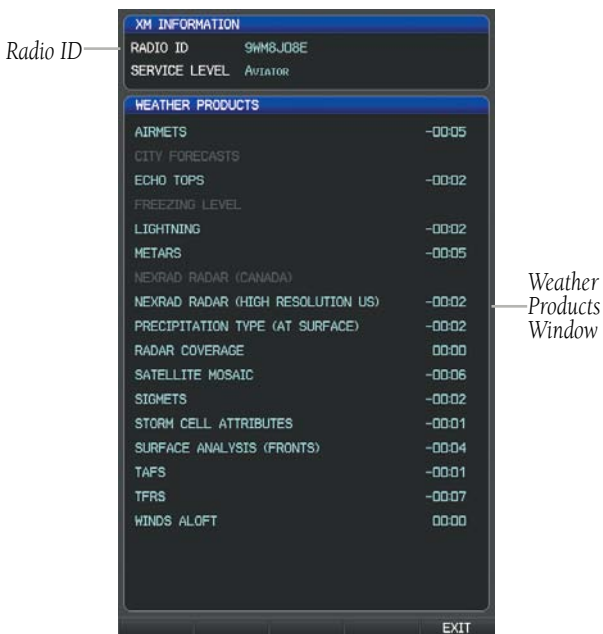 XM INFORMATION
Radio ID
RADIO ID 9WM8JD8E
SERVICE LEVEL AVIATOR
WEATHER PRODUCTS
AIRMETS -00:05
CITY FORECASTS
ECHO TOPS -00:02
FREEZING LEVEL
LIGHTNING -00:02
METARS -00:05
NEXRAD RADAR (CANADA)
NEXRAD RADAR (HIGH RESOLUTION US) -00:02
PRECIPITATION TYPE (AT SURFACE) -00:02
RADAR COVERAGE 00:00
SATELLITE MOSAIC -00:06
SIGMETS -00:02
STORM CELL ATTRIBUTES -00:01
SURFACE ANALYSIS (FRONTS) -00:04
TAFS -00:01
TFRS -00:07
WINDS ALOFT 00:00
Weather
Products
Window
EXIT